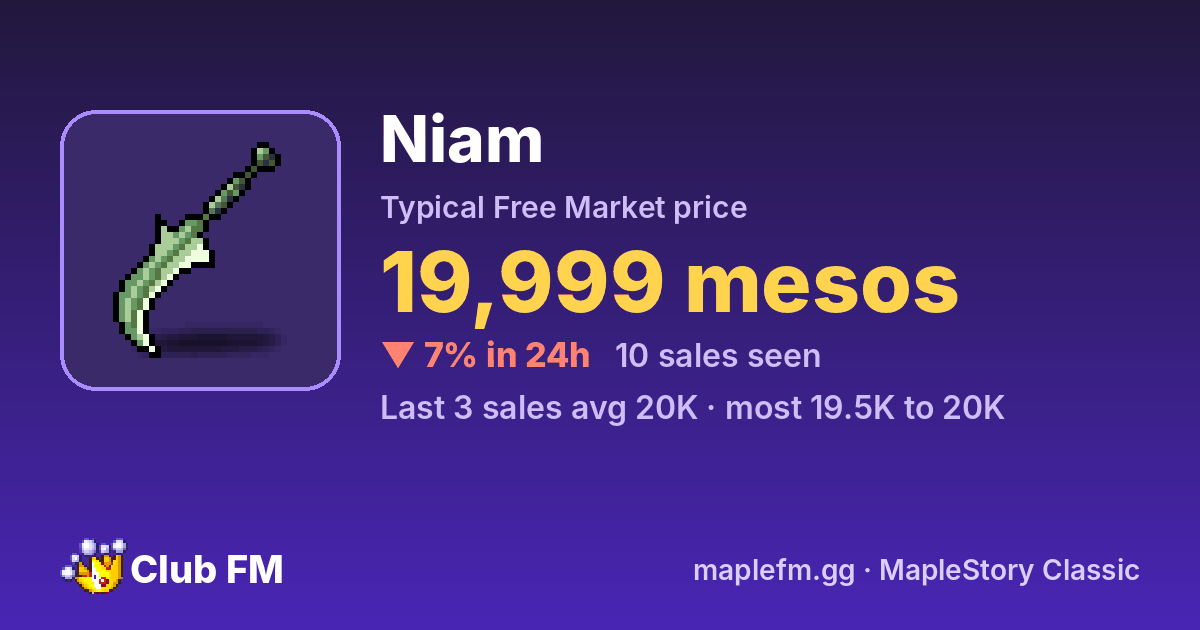 Niam
Typical Free Market price
19,999 mesos
▼ 7% in 24h 10 sales seen
Last 3 sales avg 20K · most 19.5K to 20K
Club FM
maplefm.gg · MapleStory Classic